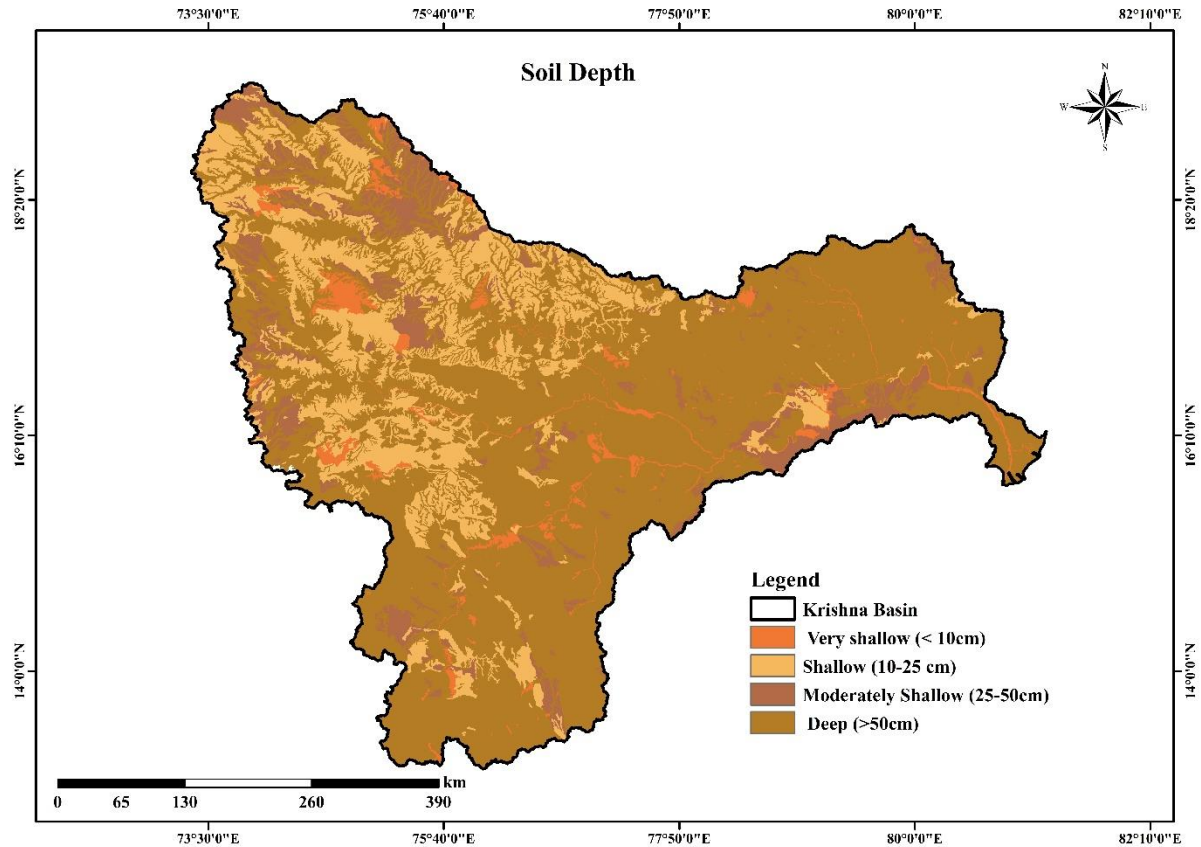 73°30'0"E 75°40'0"E 77°50'0"E 80°0'0"E 82°10'0"E
Soil Depth
N
W E
S
18°20'0"N 18°20'0"N
16°10'0"N 16°10'0"N
14°0'0"N 14°0'0"N
Legend
Krishna Basin
Very shallow (< 10cm)
Shallow (10-25 cm)
Moderately Shallow (25-50cm)
Deep (>50cm)
km
0 65 130 260 390
73°30'0"E 75°40'0"E 77°50'0"E 80°0'0"E 82°10'0"E